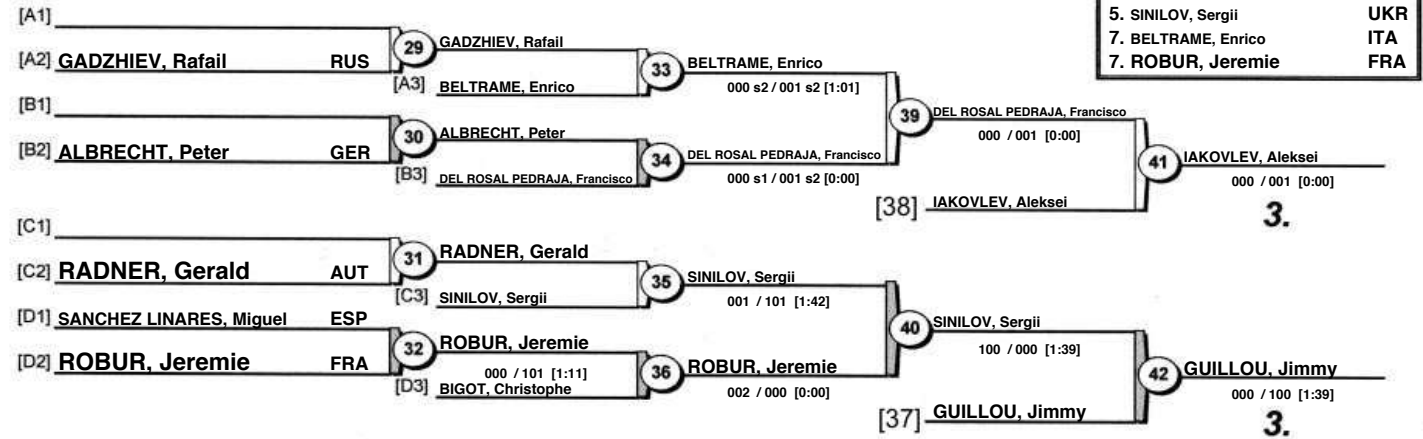 5. SINILOV, Sergii UKR
7. BELTRAME, Enrico ITA
7. ROBUR, Jeremie FRA
[A1]
29
GADZHIEV, Rafail
[A2] GADZHIEV, Rafail RUS
33
BELTRAME, Enrico
[A3] BELTRAME, Enrico
000 s2 / 001 s2 [1:01]
[B1]
39
DEL ROSAL PEDRAJA, Francisco
30
ALBRECHT, Peter
000 / 001 [0:00]
[B2] ALBRECHT, Peter GER
34
DEL ROSAL PEDRAJA, Francisco
41
IAKOVLEV, Aleksei
[B3] DEL ROSAL PEDRAJA, Francisco
000 s1 / 001 s2 [0:00]
000 / 001 [0:00]
[38] IAKOVLEV, Aleksei
3.
[C1]
31
RADNER, Gerald
[C2] RADNER, Gerald AUT
35
SINILOV, Sergii
[C3] SINILOV, Sergii
001 / 101 [1:42]
[D1] SANCHEZ LINARES, Miguel ESP
40
SINILOV, Sergii
32
ROBUR, Jeremie
100 / 000 [1:39]
[D2] ROBUR, Jeremie FRA
000 / 101 [1:11]
36
ROBUR, Jeremie
42
GUILLOU, Jimmy
[D3] BIGOT, Christophe
002 / 000 [0:00]
000 / 100 [1:39]
[37] GUILLOU, Jimmy
3.